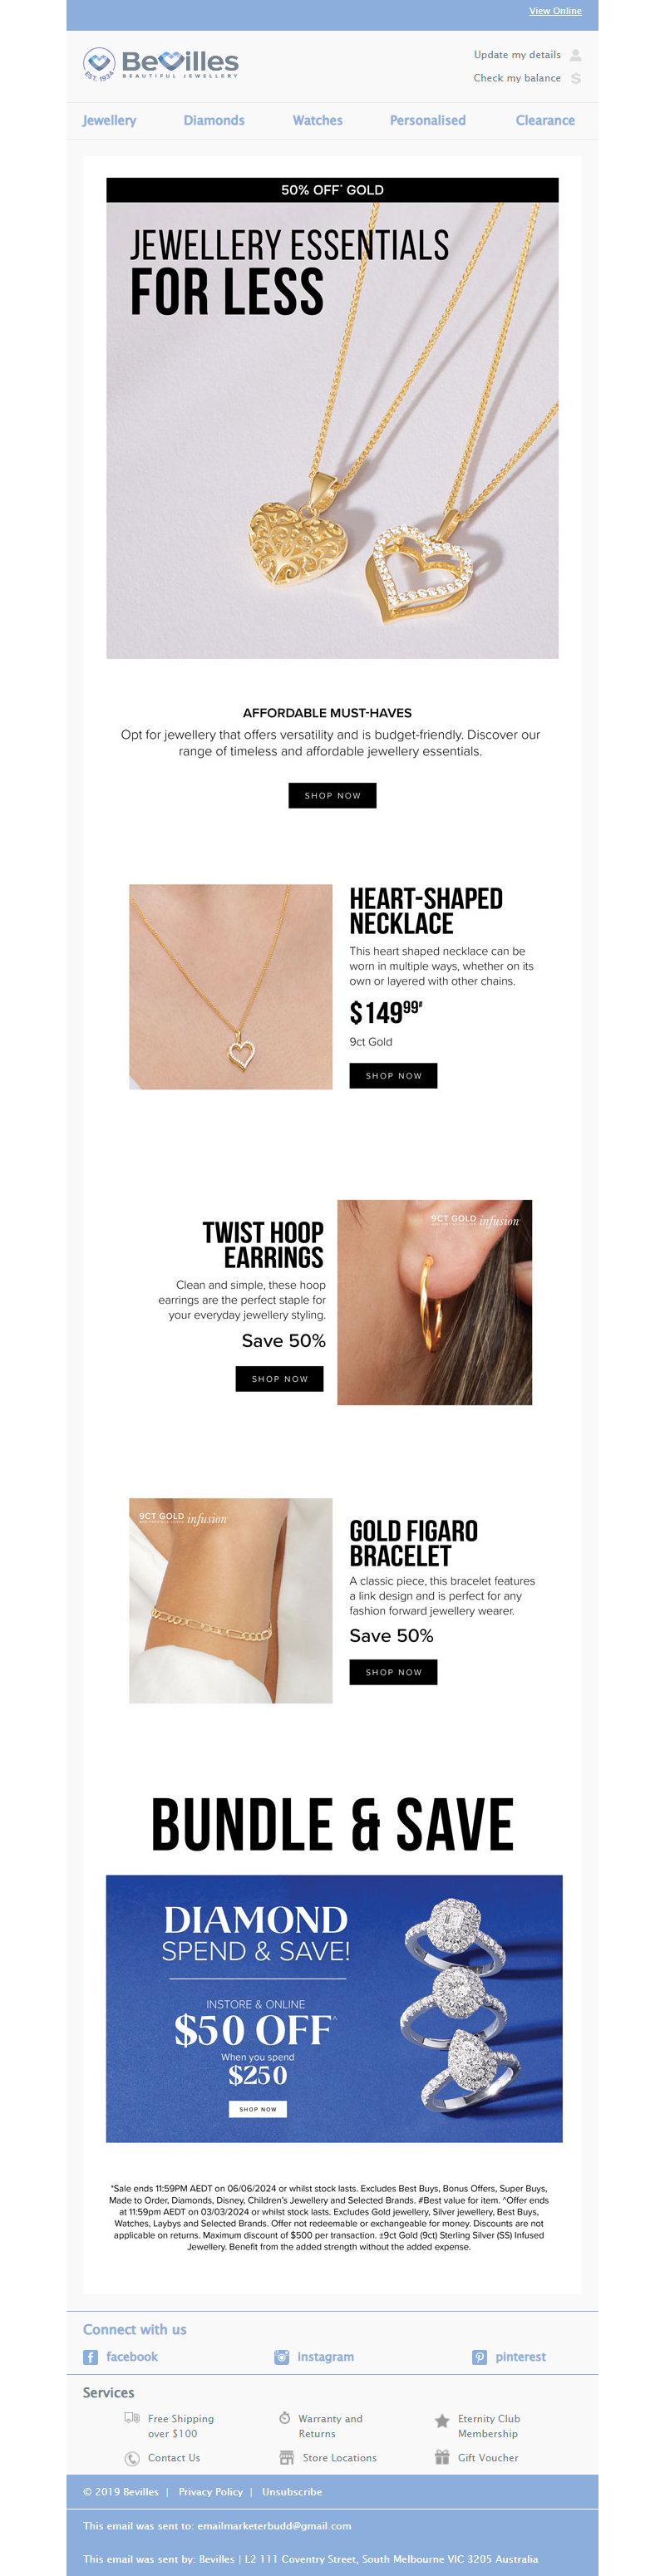 View Online
BeVilles
EST. 1934
BEAUTIFUL JEWELLERY
Update my details
Check my balance
Jewellery Diamonds Watches Personalised Clearance
50% OFF* GOLD
JEWELLERY ESSENTIALS
FOR LESS
AFFORDABLE MUST-HAVES
Opt for jewellery that offers versatility and is budget-friendly. Discover our
range of timeless and affordable jewellery essentials.
SHOP NOW
HEART-SHAPED
NECKLACE
This heart shaped necklace can be
worn in multiple ways, whether on its
own or layered with other chains.
$149.99#
9ct Gold
SHOP NOW
TWIST HOOP
EARRINGS
Clean and simple, these hoop
earrings are the perfect staple for
your everyday jewellery styling.
Save 50%
SHOP NOW
9CT GOLD infusion
9CT GOLD infusion
GOLD FIGARO
BRACELET
A classic piece, this bracelet features
a link design and is perfect for any
fashion forward jewellery wearer.
Save 50%
SHOP NOW
BUNDLE & SAVE
DIAMOND
SPEND & SAVE!
INSTORE & ONLINE
$50 OFF^
When you spend
$250
SHOP NOW
*Sale ends 11:59PM AEDT on 06/06/2024 or whilst stock lasts. Excludes Best Buys, Bonus Offers, Super Buys,
Made to Order, Diamonds, Disney, Children's Jewellery and Selected Brands. #Best value for item. ^Offer ends
at 11:59pm AEDT on 03/03/2024 or whilst stock lasts. Excludes Gold jewellery, Silver jewellery, Best Buys,
Watches, Laybys and Selected Brands. Offer not redeemable or exchangeable for money. Discounts are not
applicable on returns. Maximum discount of $500 per transaction. ±9ct Gold (9ct) Sterling Silver (SS) Infused
Jewellery. Benefit from the added strength without the added expense.
Connect with us
facebook instagram pinterest
Services
Free Shipping
over $100
Warranty and
Returns
Eternity Club
Membership
Contact Us
Store Locations
Gift Voucher
© 2019 Bevilles | Privacy Policy | Unsubscribe
This email was sent to: emailmarketerbudd@gmail.com
This email was sent by: Bevilles | L2 111 Coventry Street, South Melbourne VIC 3205 Australia